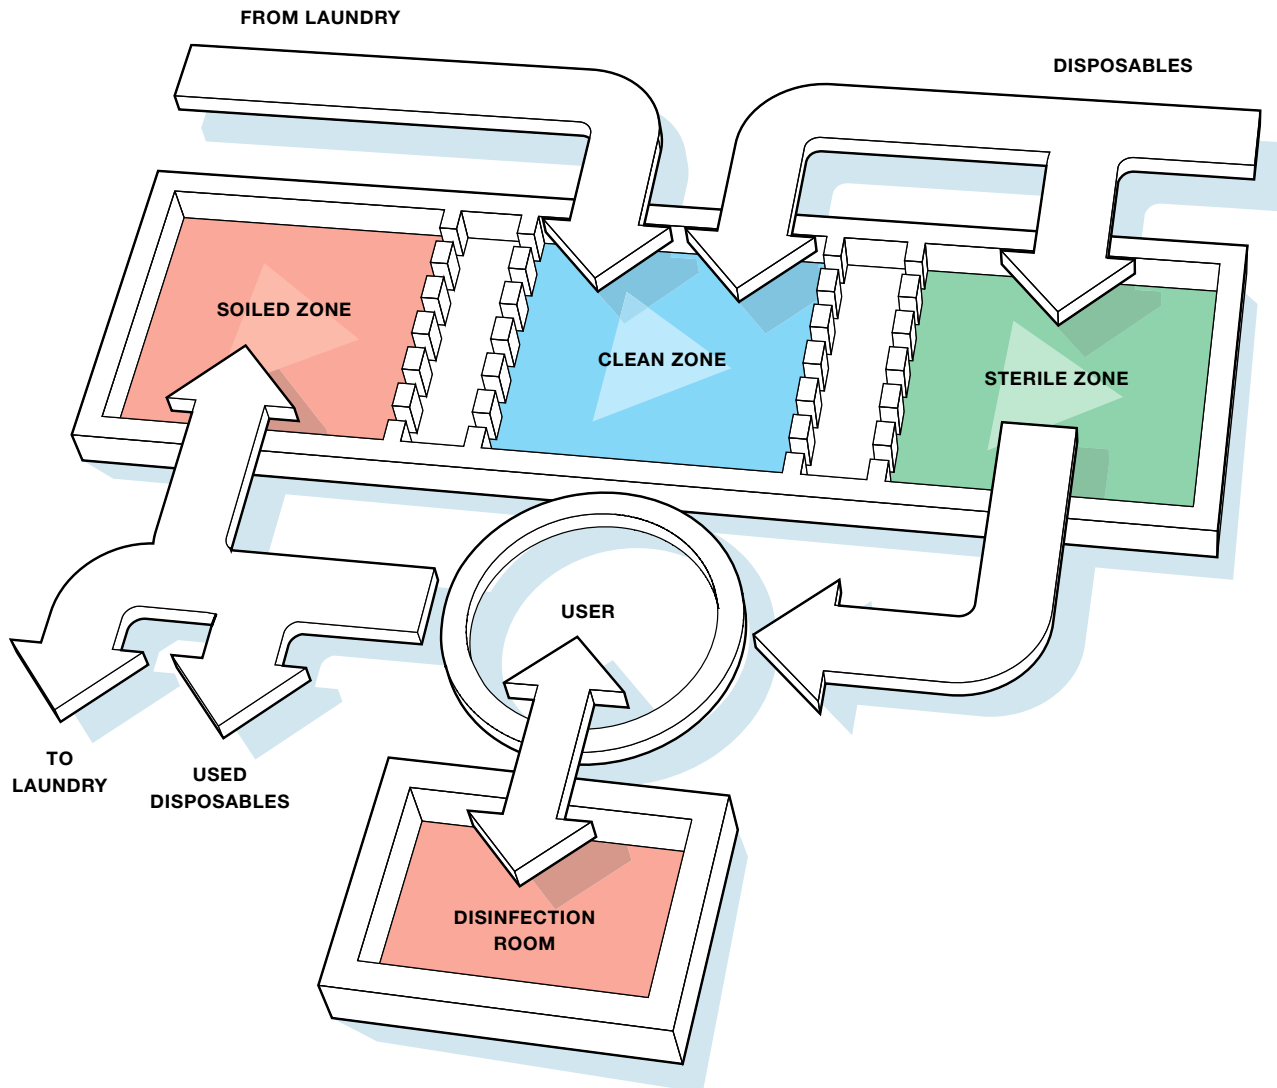 FROM LAUNDRY
DISPOSABLES
SOILED ZONE
CLEAN ZONE
STERILE ZONE
USER
TO
LAUNDRY
USED
DISPOSABLES
DISINFECTION
ROOM